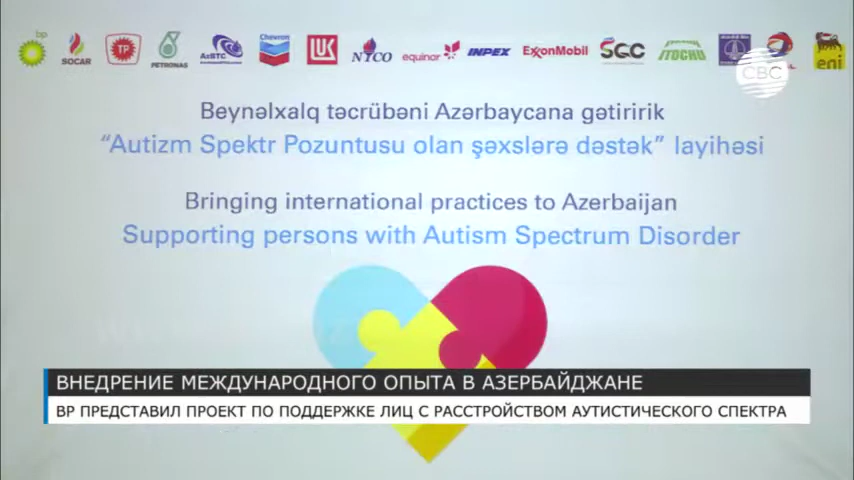 bp
SOCAR
TP
PETRONAS
AzBTC
Chevron
LUK
NYCO
equinor
INPEX
ExxonMobil
SGC
ITOCHU
CBC
eni
Beynəlxalq təcrübəni Azərbaycana gətiririk
“Autizm Spektr Pozuntusu olan şəxslərə dəstək” layihəsi
Bringing international practices to Azerbaijan
Supporting persons with Autism Spectrum Disorder
ВНЕДРЕНИЕ МЕЖДУНАРОДНОГО ОПЫТА В АЗЕРБАЙДЖАНЕ
BP ПРЕДСТАВИЛ ПРОЕКТ ПО ПОДДЕРЖКЕ ЛИЦ С РАССТРОЙСТВОМ АУТИСТИЧЕСКОГО СПЕКТРА